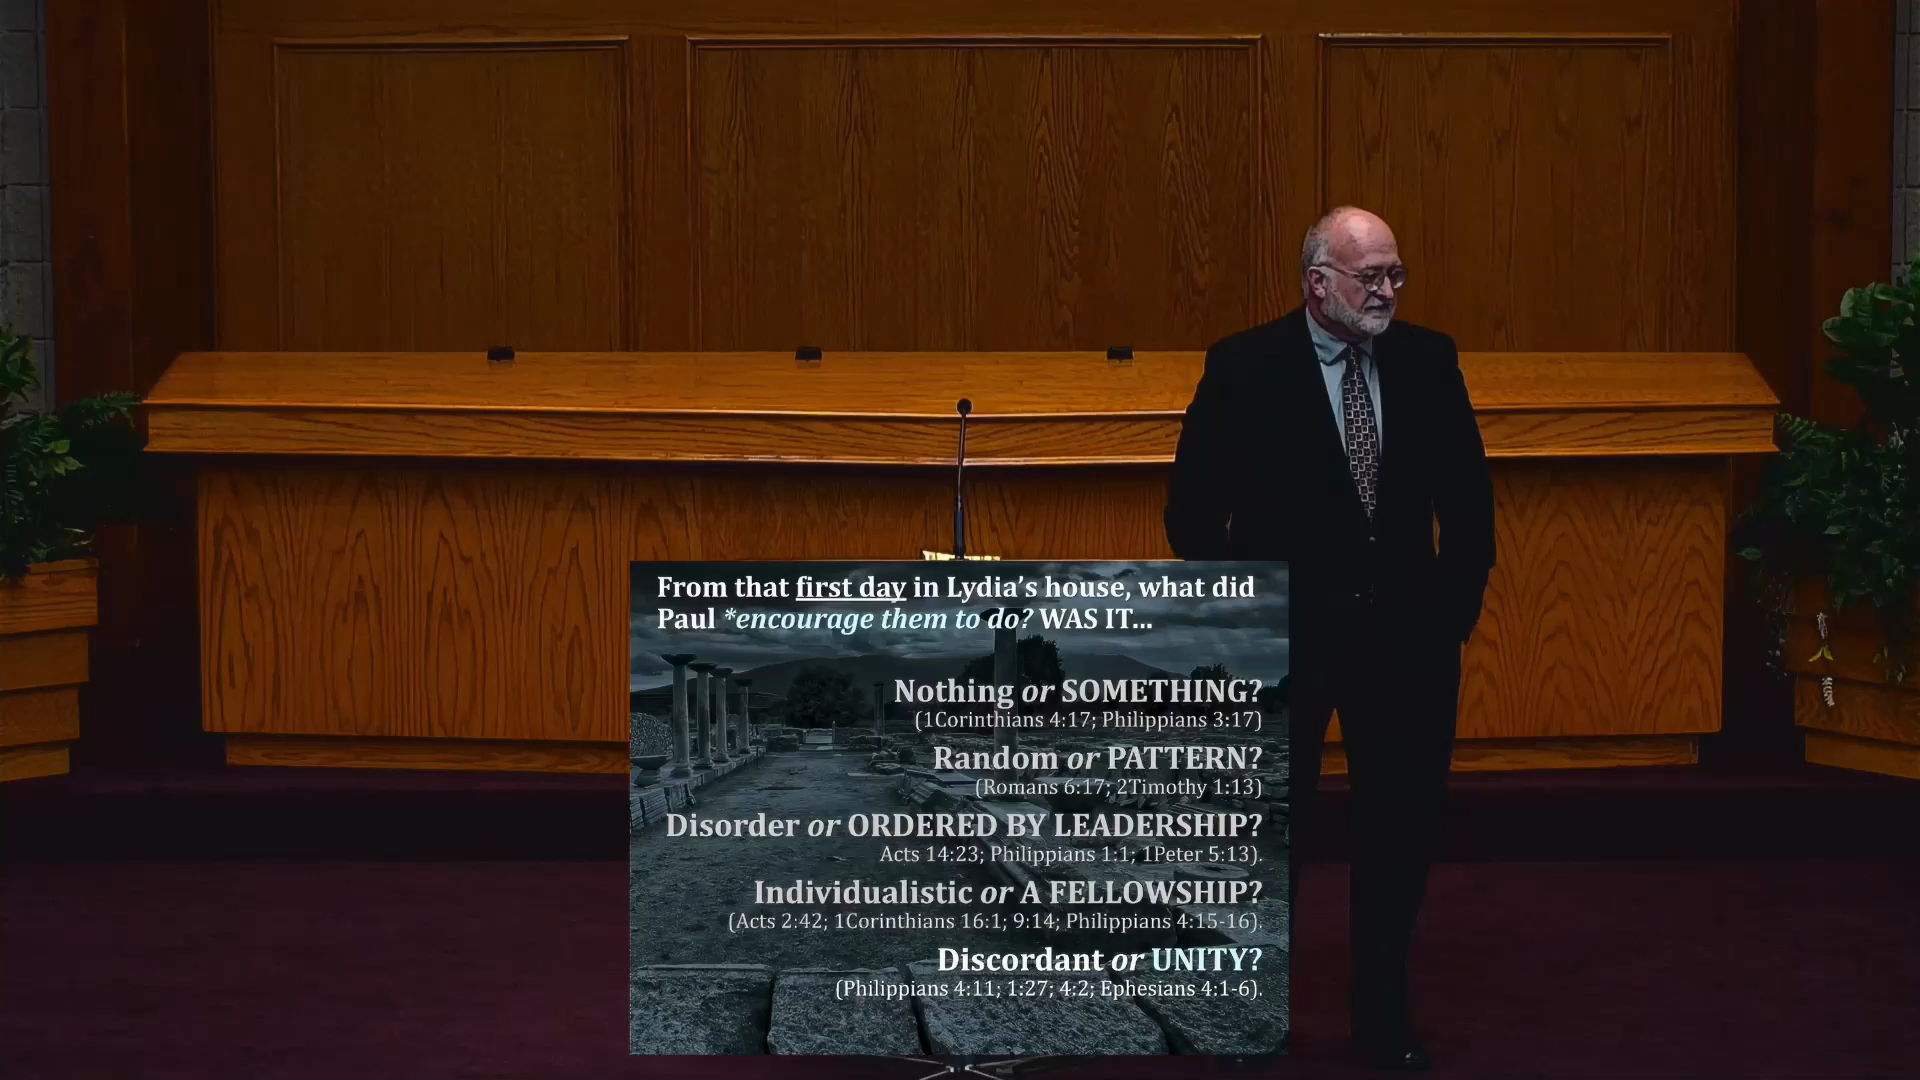 From that first day in Lydia’s house, what did
Paul *encourage them to do? WAS IT...
Nothing or SOMETHING?
(1Corinthians 4:17; Philippians 3:17)
Random or PATTERN?
(Romans 6:17; 2Timothy 1:13)
Disorder or ORDERED BY LEADERSHIP?
Acts 14:23; Philippians 1:1; 1Peter 5:13).
Individualistic or A FELLOWSHIP?
(Acts 2:42; 1Corinthians 16:1; 9:14; Philippians 4:15-16).
Discordant or UNITY?
(Philippians 4:11; 1:27; 4:2; Ephesians 4:1-6).